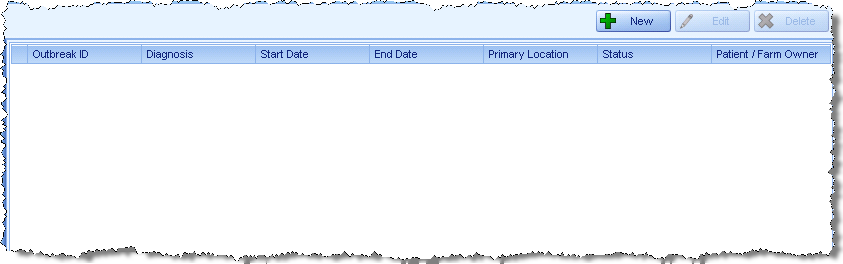 New Edit Delete
Outbreak ID Diagnosis Start Date End Date Primary Location Status Patient / Farm Owner